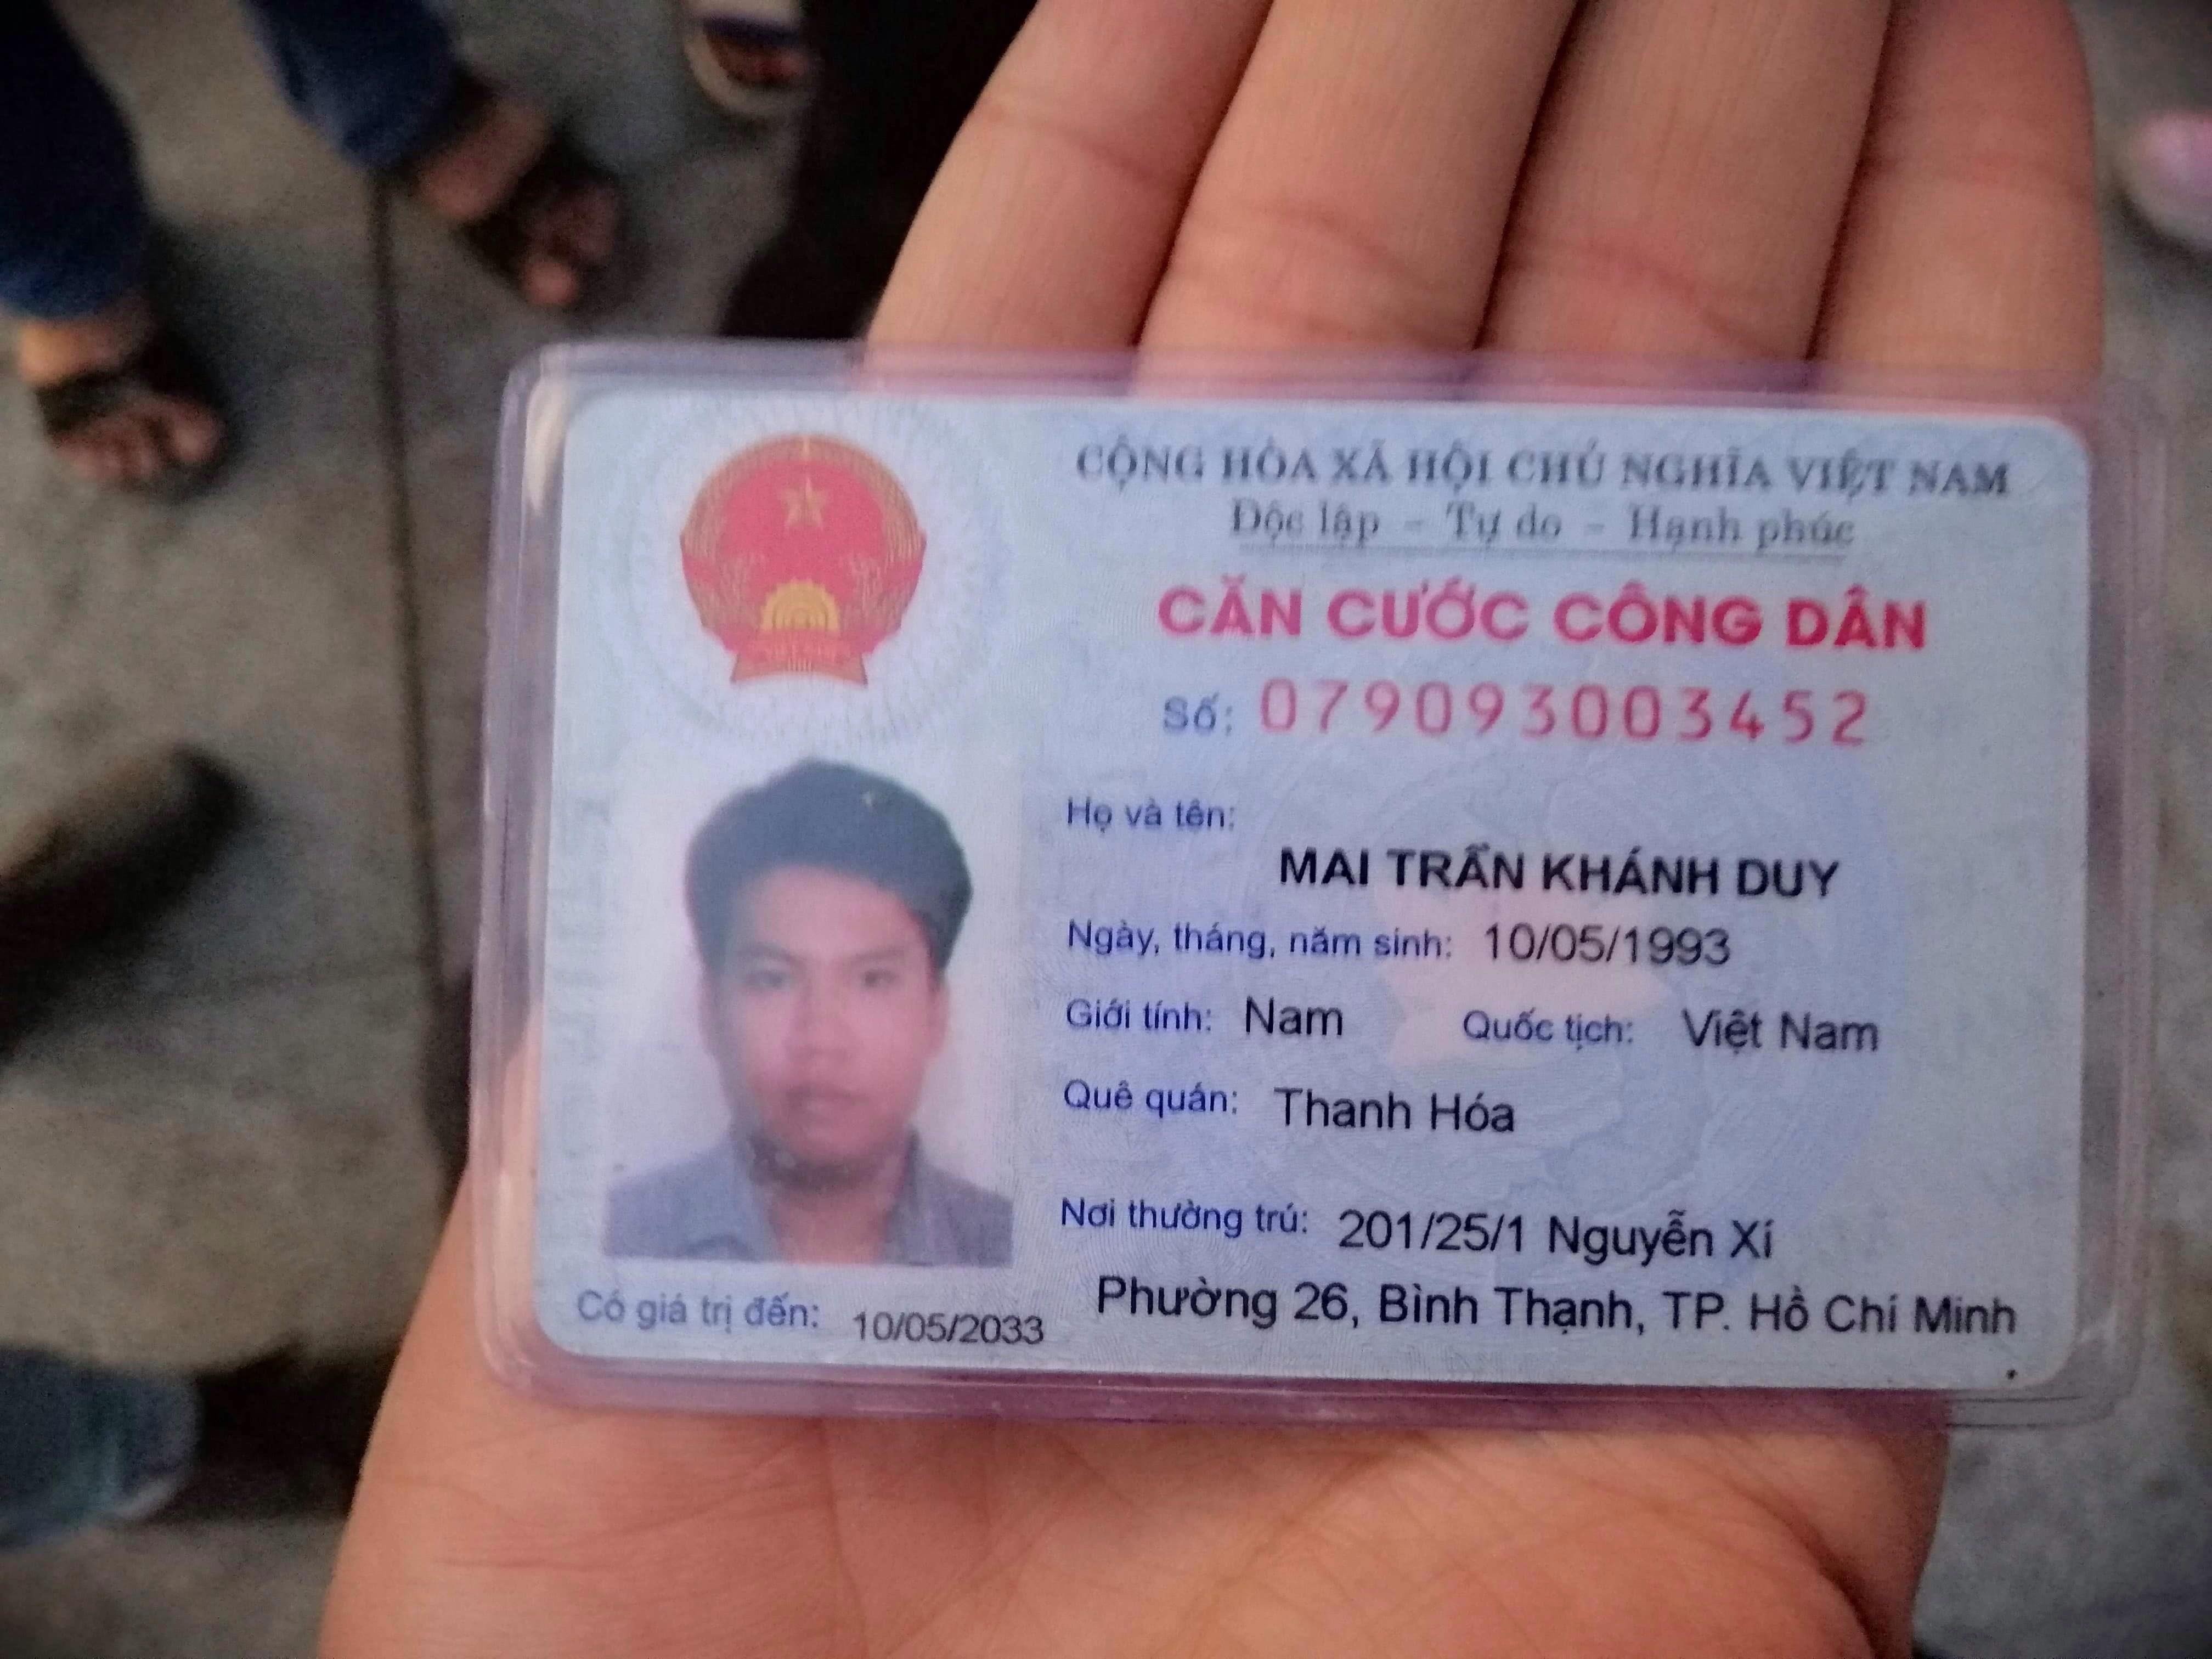 CỘNG HÒA XÃ HỘI CHỦ NGHĨA VIỆT NAM
Độc lập - Tự do - Hạnh phúc
CĂN CƯỚC CÔNG DÂN
Số: 079093003452
Họ và tên:
MAI TRẦN KHÁNH DUY
Ngày, tháng, năm sinh: 10/05/1993
Giới tính: Nam Quốc tịch: Việt Nam
Quê quán: Thanh Hóa
Nơi thường trú: 201/25/1 Nguyễn Xí
Phường 26, Bình Thạnh, TP. Hồ Chí Minh
Có giá trị đến: 10/05/2033